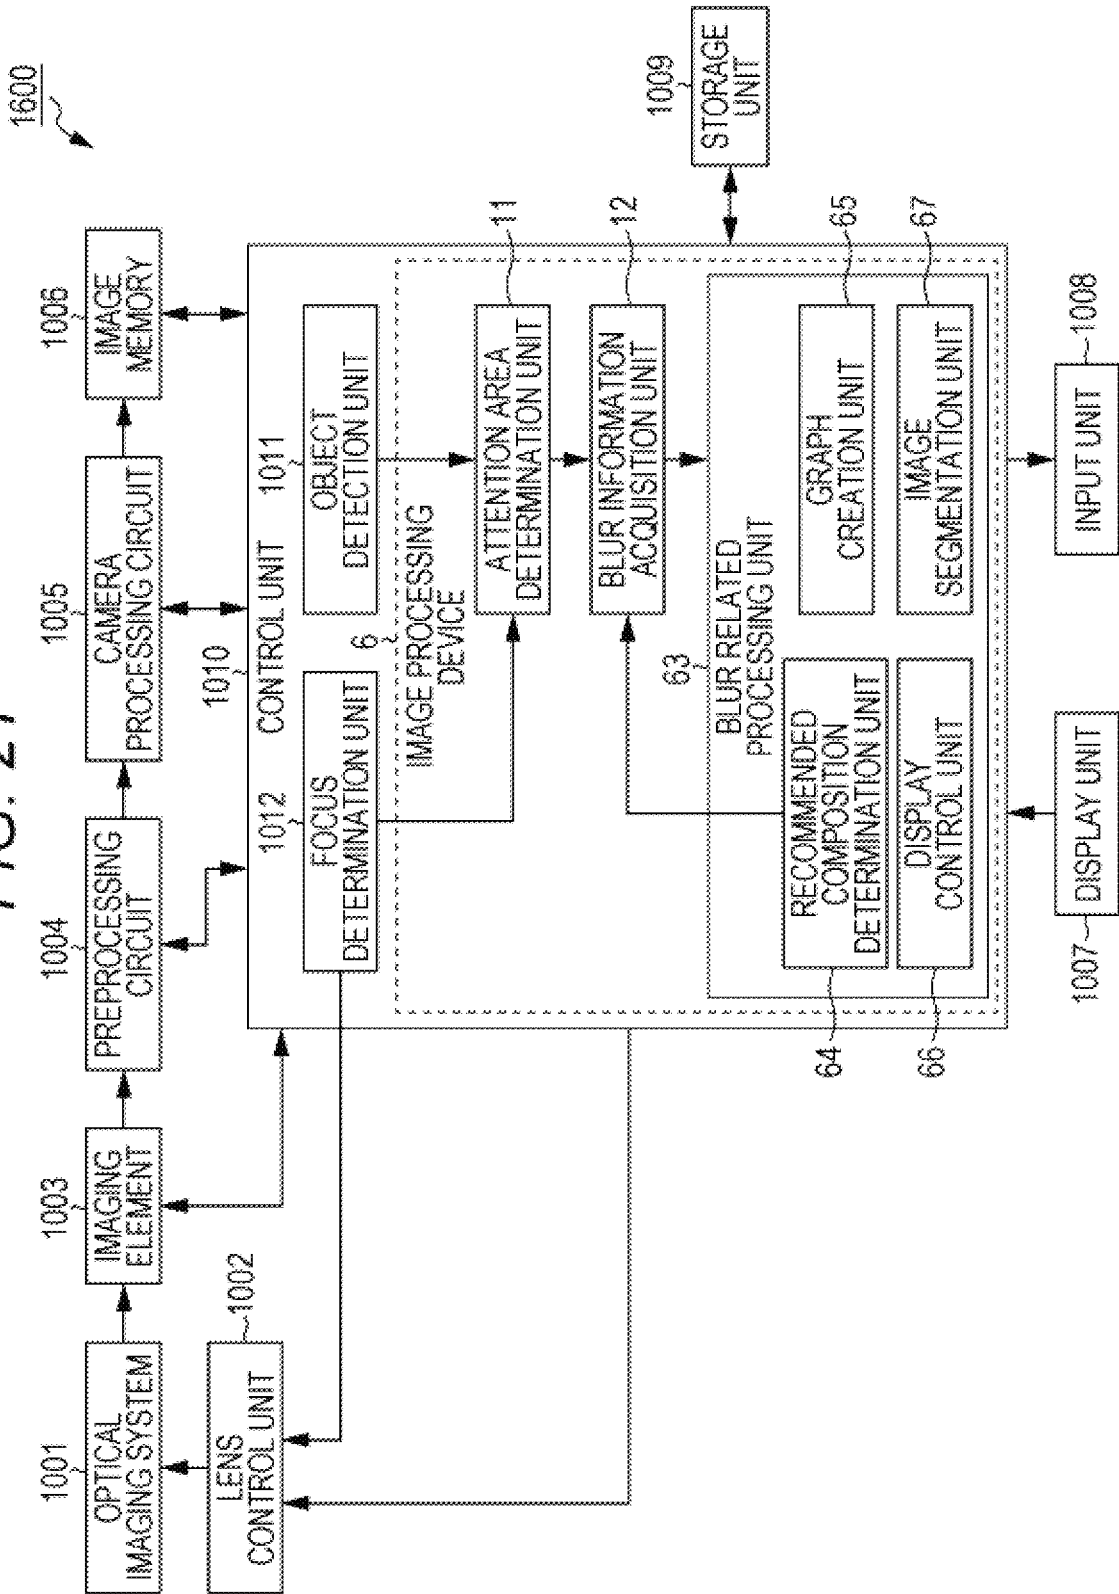 FIG. 21
1600
1001
OPTICAL
IMAGING SYSTEM
1003
IMAGING
ELEMENT
1004
PREPROCESSING
CIRCUIT
1005
CAMERA
PROCESSING CIRCUIT
1006
IMAGE
MEMORY
1002
LENS
CONTROL UNIT
1010
CONTROL UNIT
1012
FOCUS
DETERMINATION UNIT
1011
OBJECT
DETECTION UNIT
6
IMAGE PROCESSING
DEVICE
11
ATTENTION AREA
DETERMINATION UNIT
12
BLUR INFORMATION
ACQUISITION UNIT
63
BLUR RELATED
PROCESSING UNIT
64
RECOMMENDED
COMPOSITION
DETERMINATION UNIT
65
GRAPH
CREATION UNIT
66
DISPLAY
CONTROL UNIT
67
IMAGE
SEGMENTATION UNIT
1009
STORAGE
UNIT
1007
DISPLAY UNIT
1008
INPUT UNIT